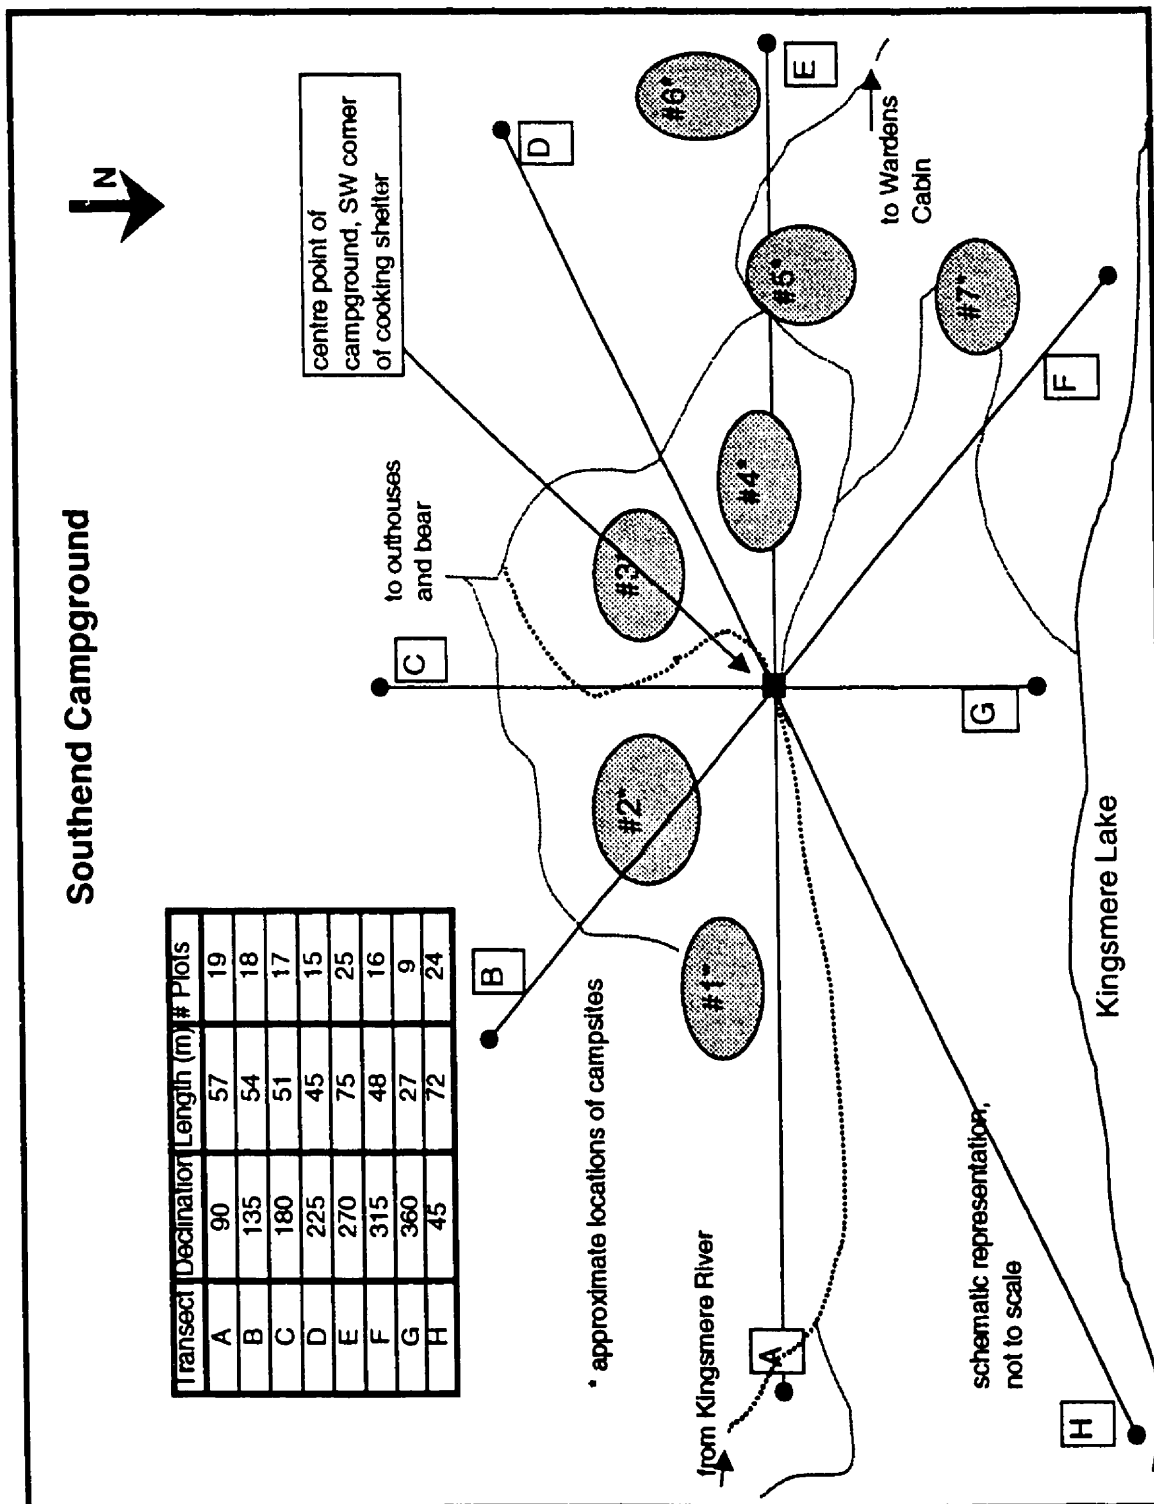 Southend Campground
N
Transect Declination Length (m) # Plots
A 90 57 19
B 135 54 18
C 180 51 17
D 225 45 15
E 270 75 25
F 315 48 16
G 360 27 9
H 45 72 24
centre point of
campground, SW corner
of cooking shelter
to outhouses
and bear
* approximate locations of campsites
from Kingsmere River
to Wardens
Cabin
schematic representation,
not to scale
Kingsmere Lake
A
B
C
D
E
F
G
H
#1*
#2*
#3*
#4*
#5*
#6*
#7*